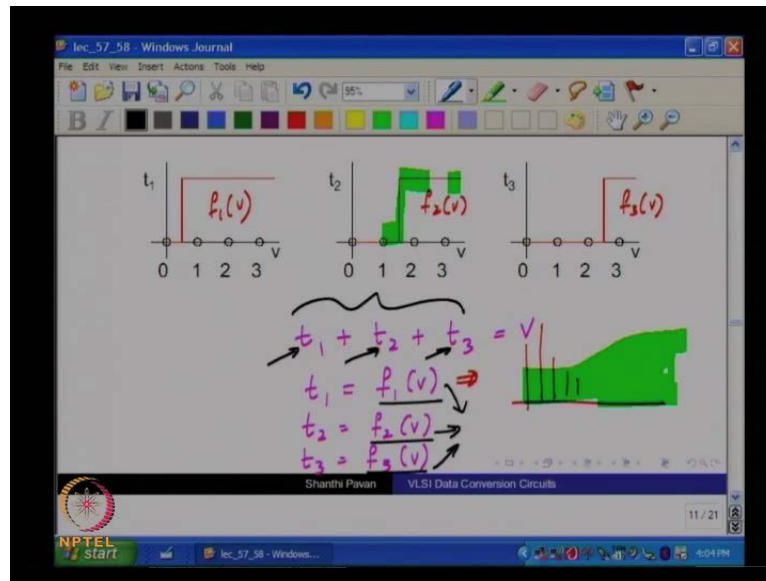 lec_57_58 - Windows Journal
File Edit View Insert Actions Tools Help
95%
B I
t1 f1(v) v 0 1 2 3
t2 f2(v) v 0 1 2 3
t3 f3(v) v 0 1 2 3
t1 + t2 + t3 = V
t1 = f1(v) ⇒
t2 = f2(v) →
t3 = f3(v)
Shanthi Pavan VLSI Data Conversion Circuits
11 / 21
NPTEL
start lec_57_58 - Windows... 4:04 PM